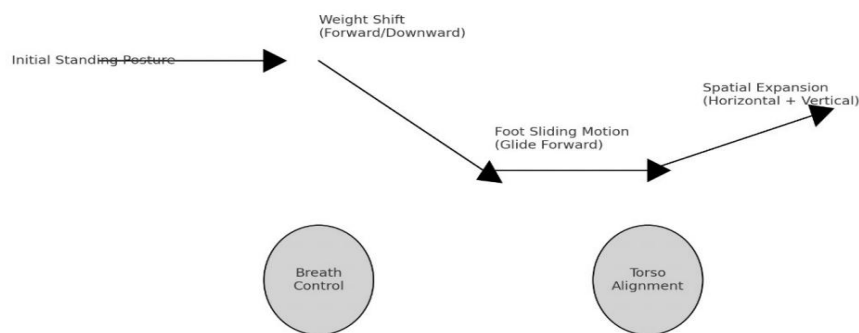 Weight Shift
(Forward/Downward)
Initial Standing Posture
Spatial Expansion
(Horizontal + Vertical)
Foot Sliding Motion
(Glide Forward)
Breath
Control
Torso
Alignment